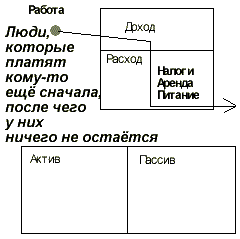 Работа
Люди,
которые
платят
кому-то
ещё сначала,
после чего
у них
ничего не остаётся
Доход
Расход
Налоги
Аренда
Питание
Актив
Пассив